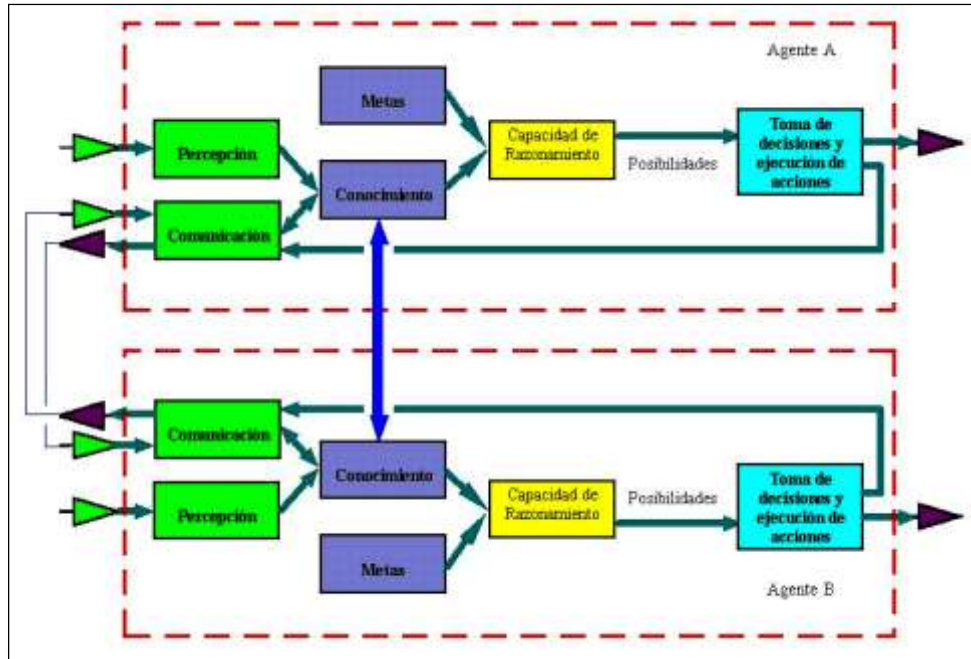 Agente A
Metas
Percepción
Capacidad de
Razonamiento
Posibilidades
Toma de
decisiones y
ejecución de
acciones
Conocimiento
Comunicación
Comunicación
Conocimiento
Percepción
Capacidad de
Razonamiento
Posibilidades
Toma de
decisiones y
ejecución de
acciones
Metas
Agente B